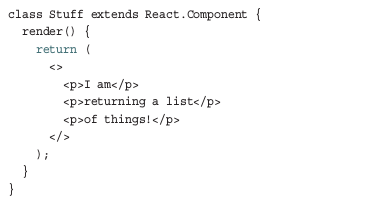 class Stuff extends React.Component {
  render() {
    return (
      <>
        <p>I am</p>
        <p>returning a list</p>
        <p>of things!</p>
      </>
    );
  }
}